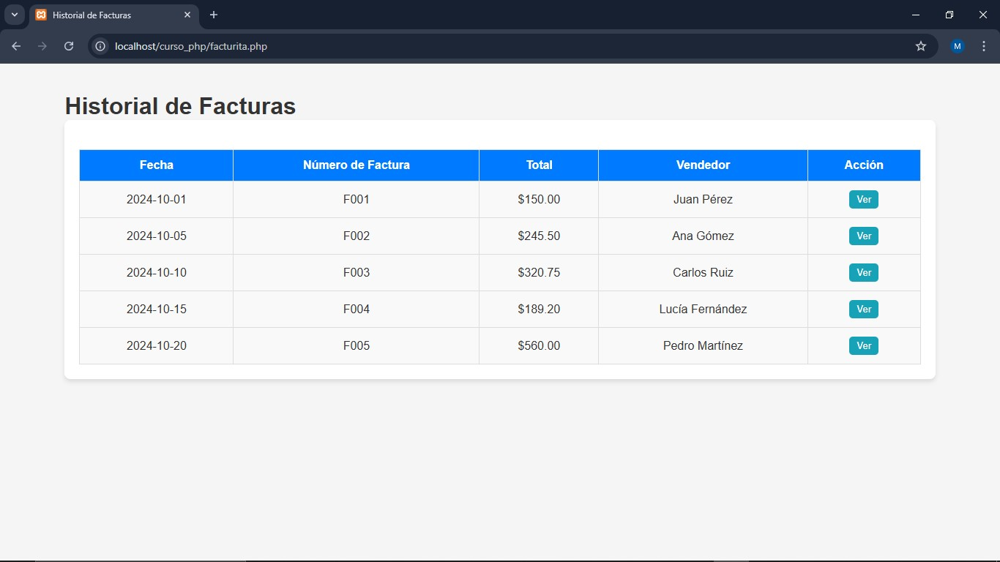 Historial de Facturas
localhost/curso_php/facturita.php
M
Historial de Facturas
Fecha Número de Factura Total Vendedor Acción
2024-10-01 F001 $150.00 Juan Pérez Ver
2024-10-05 F002 $245.50 Ana Gómez Ver
2024-10-10 F003 $320.75 Carlos Ruiz Ver
2024-10-15 F004 $189.20 Lucía Fernández Ver
2024-10-20 F005 $560.00 Pedro Martínez Ver